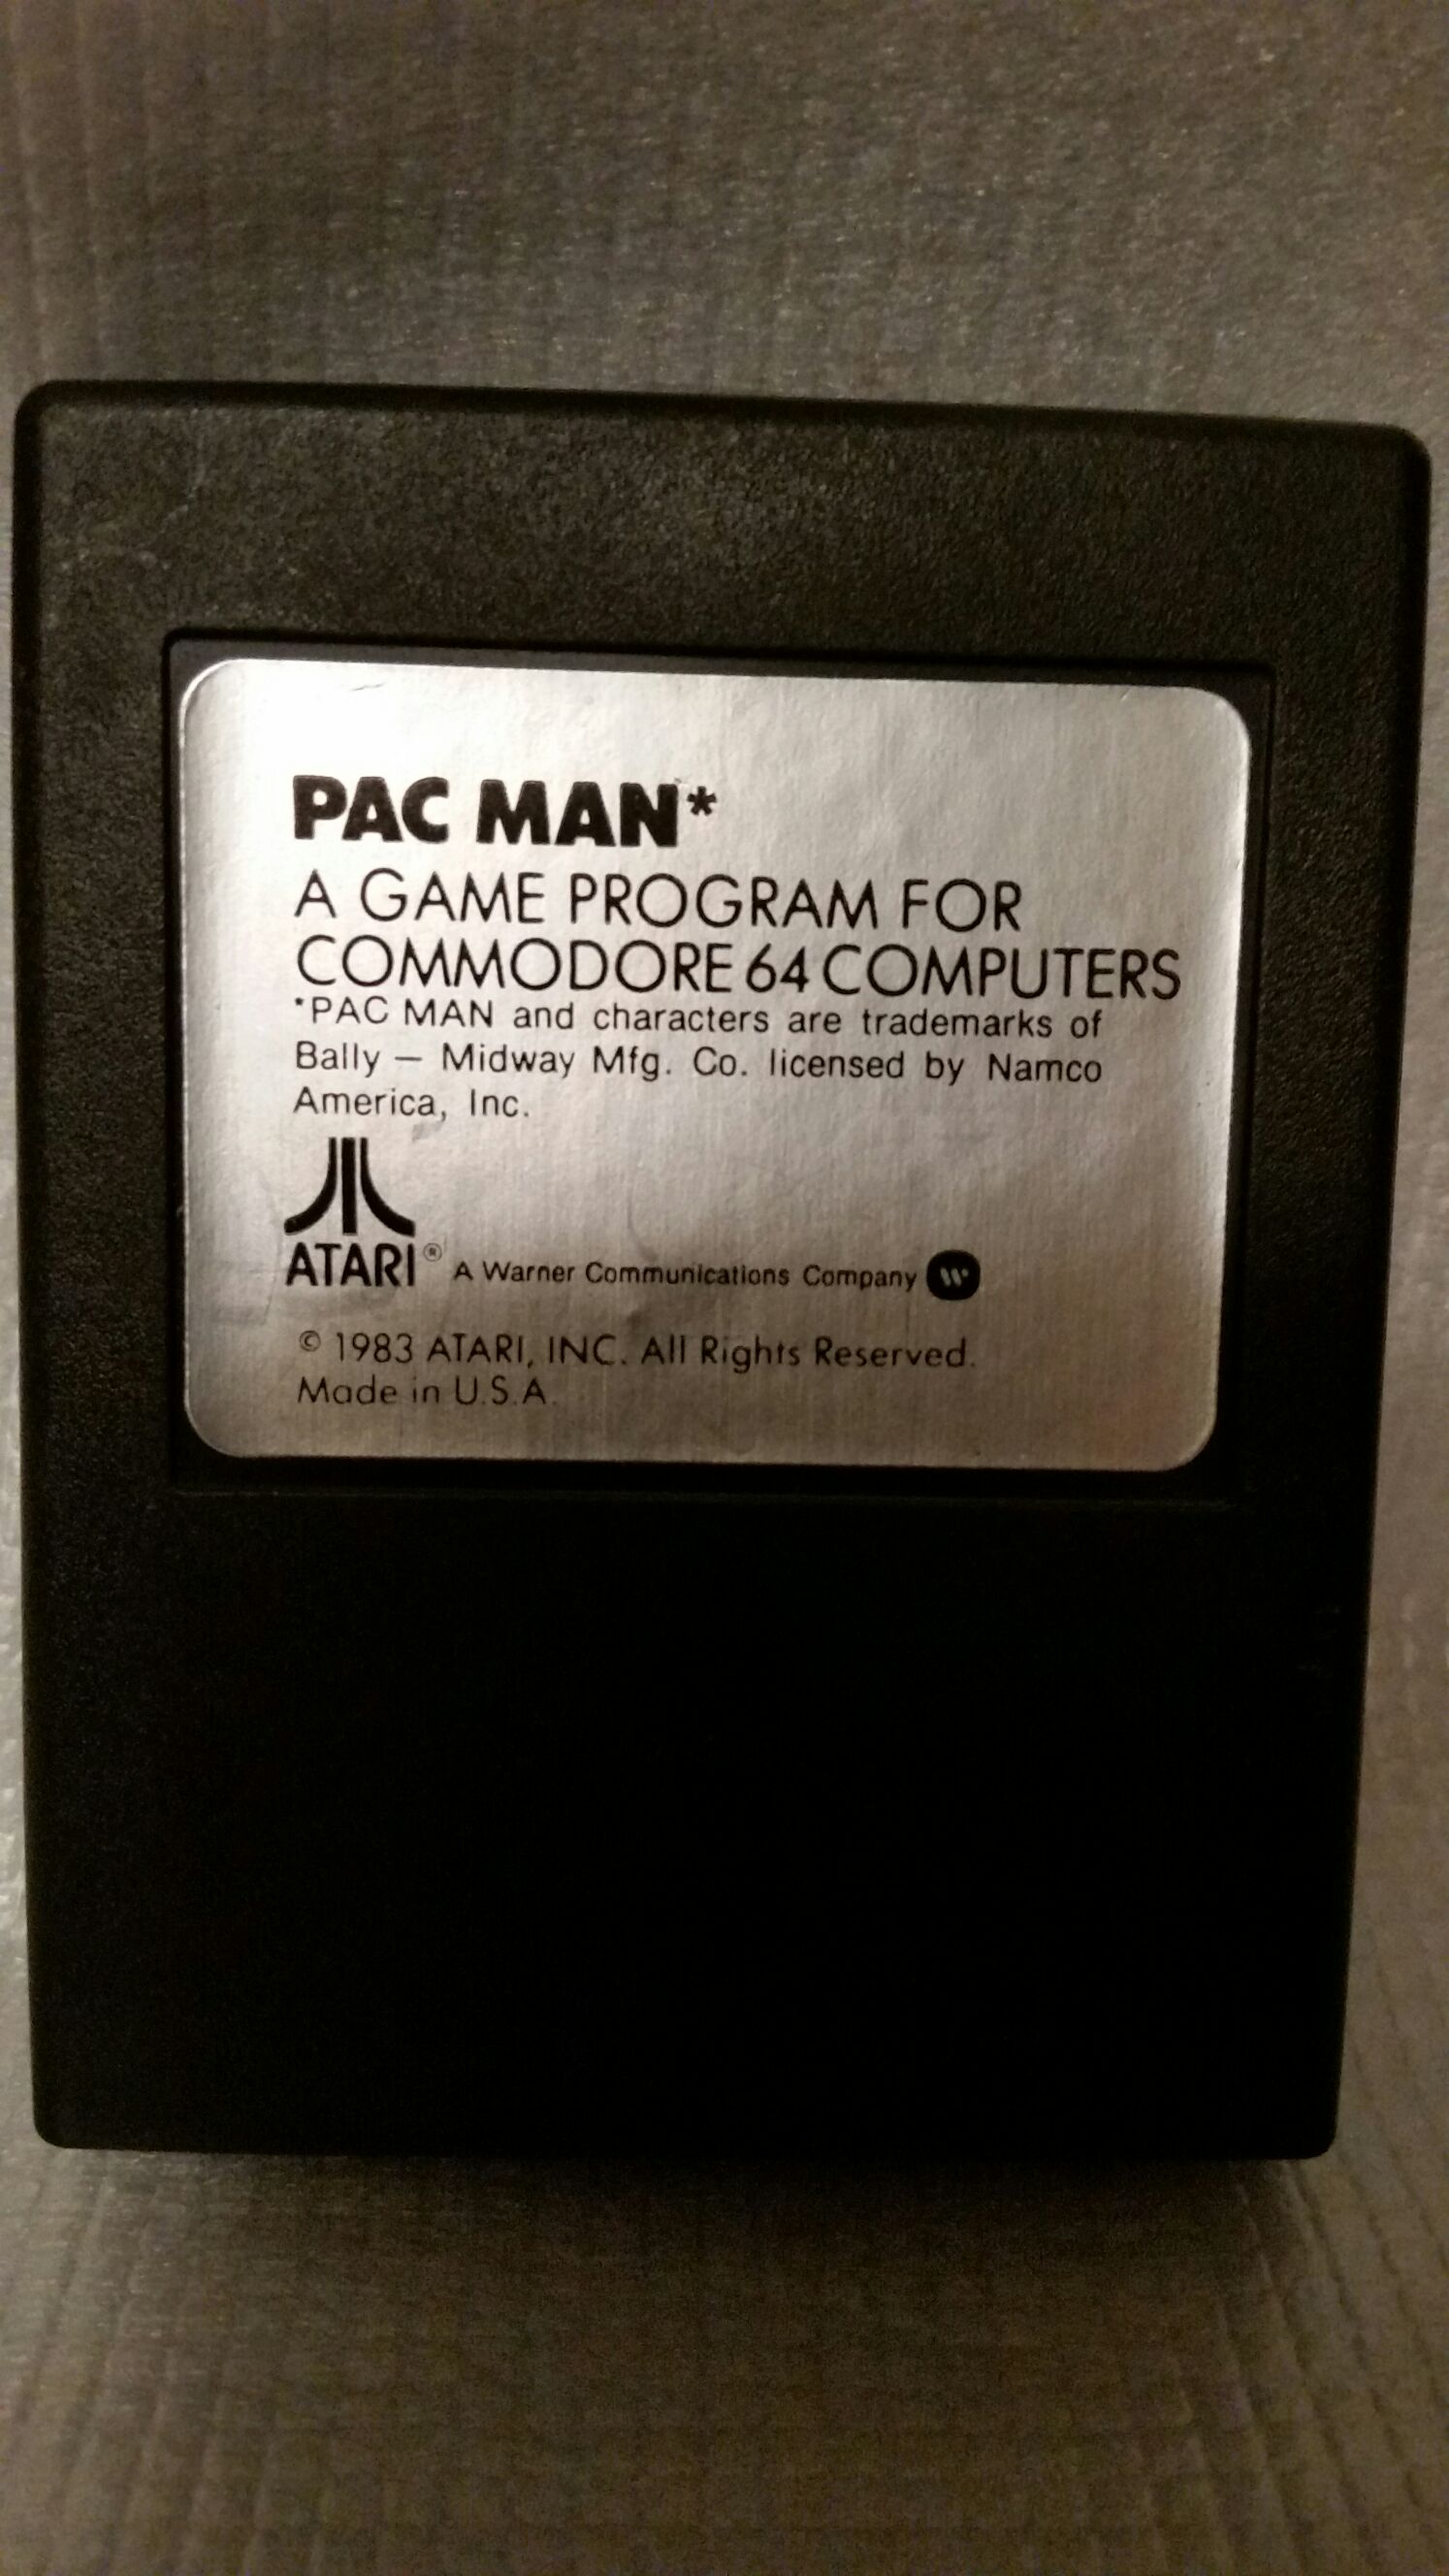 PAC MAN*
A GAME PROGRAM FOR
COMMODORE 64 COMPUTERS
*PAC MAN and characters are trademarks of
Bally — Midway Mfg. Co. licensed by Namco
America, Inc.
ATARI® A Warner Communications Company
© 1983 ATARI, INC. All Rights Reserved.
Made in U.S.A.